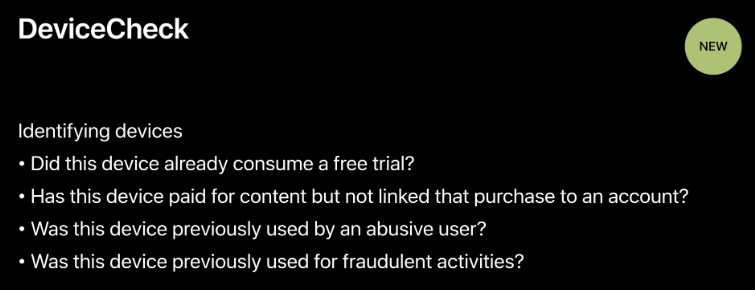 DeviceCheck
NEW
Identifying devices
• Did this device already consume a free trial?
• Has this device paid for content but not linked that purchase to an account?
• Was this device previously used by an abusive user?
• Was this device previously used for fraudulent activities?